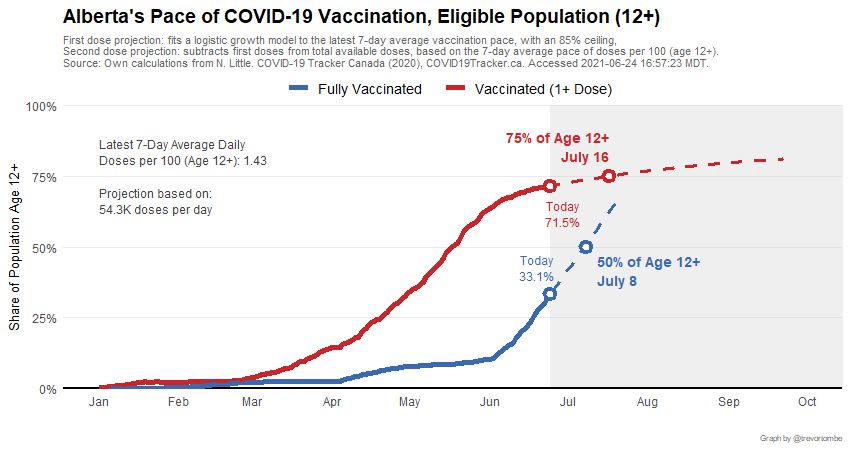 Alberta's Pace of COVID-19 Vaccination, Eligible Population (12+)
First dose projection: fits a logistic growth model to the latest 7-day average vaccination pace, with an 85% ceiling,
Second dose projection: subtracts first doses from total available doses, based on the 7-day average pace of doses per 100 (age 12+).
Source: Own calculations from N. Little. COVID-19 Tracker Canada (2020), COVID19Tracker.ca. Accessed 2021-06-24 16:57:23 MDT.
Fully Vaccinated
Vaccinated (1+ Dose)
Share of Population Age 12+
100%
75%
50%
25%
0%
Latest 7-Day Average Daily
Doses per 100 (Age 12+): 1.43
Projection based on:
54.3K doses per day
75% of Age 12+
July 16
Today
71.5%
Today
33.1%
50% of Age 12+
July 8
Jan
Feb
Mar
Apr
May
Jun
Jul
Aug
Sep
Oct
Graph by @trevortombe